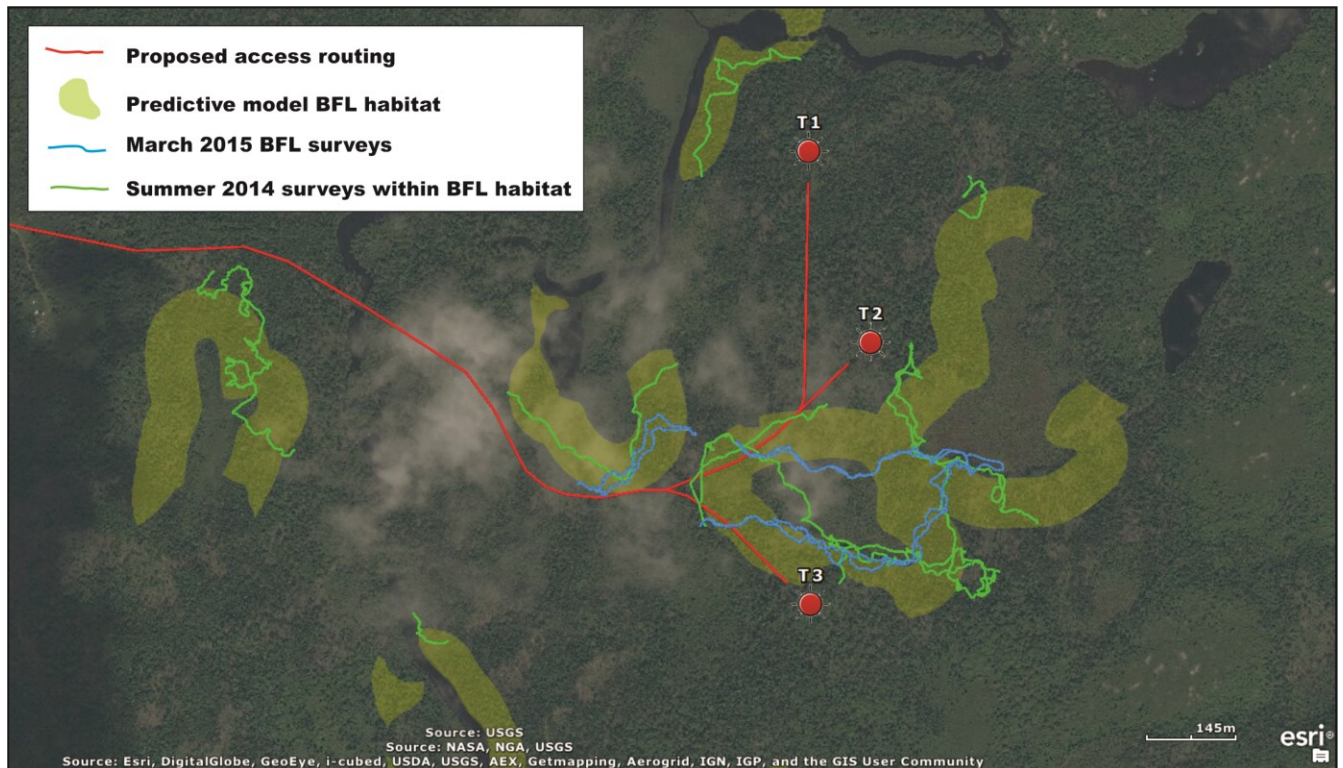 Proposed access routing
Predictive model BFL habitat
March 2015 BFL surveys
Summer 2014 surveys within BFL habitat
T1
T2
T3
145m
esri®
Source: USGS
Source: NASA, NGA, USGS
Source: Esri, DigitalGlobe, GeoEye, i-cubed, USDA, USGS, AEX, Getmapping, Aerogrid, IGN, IGP, and the GIS User Community